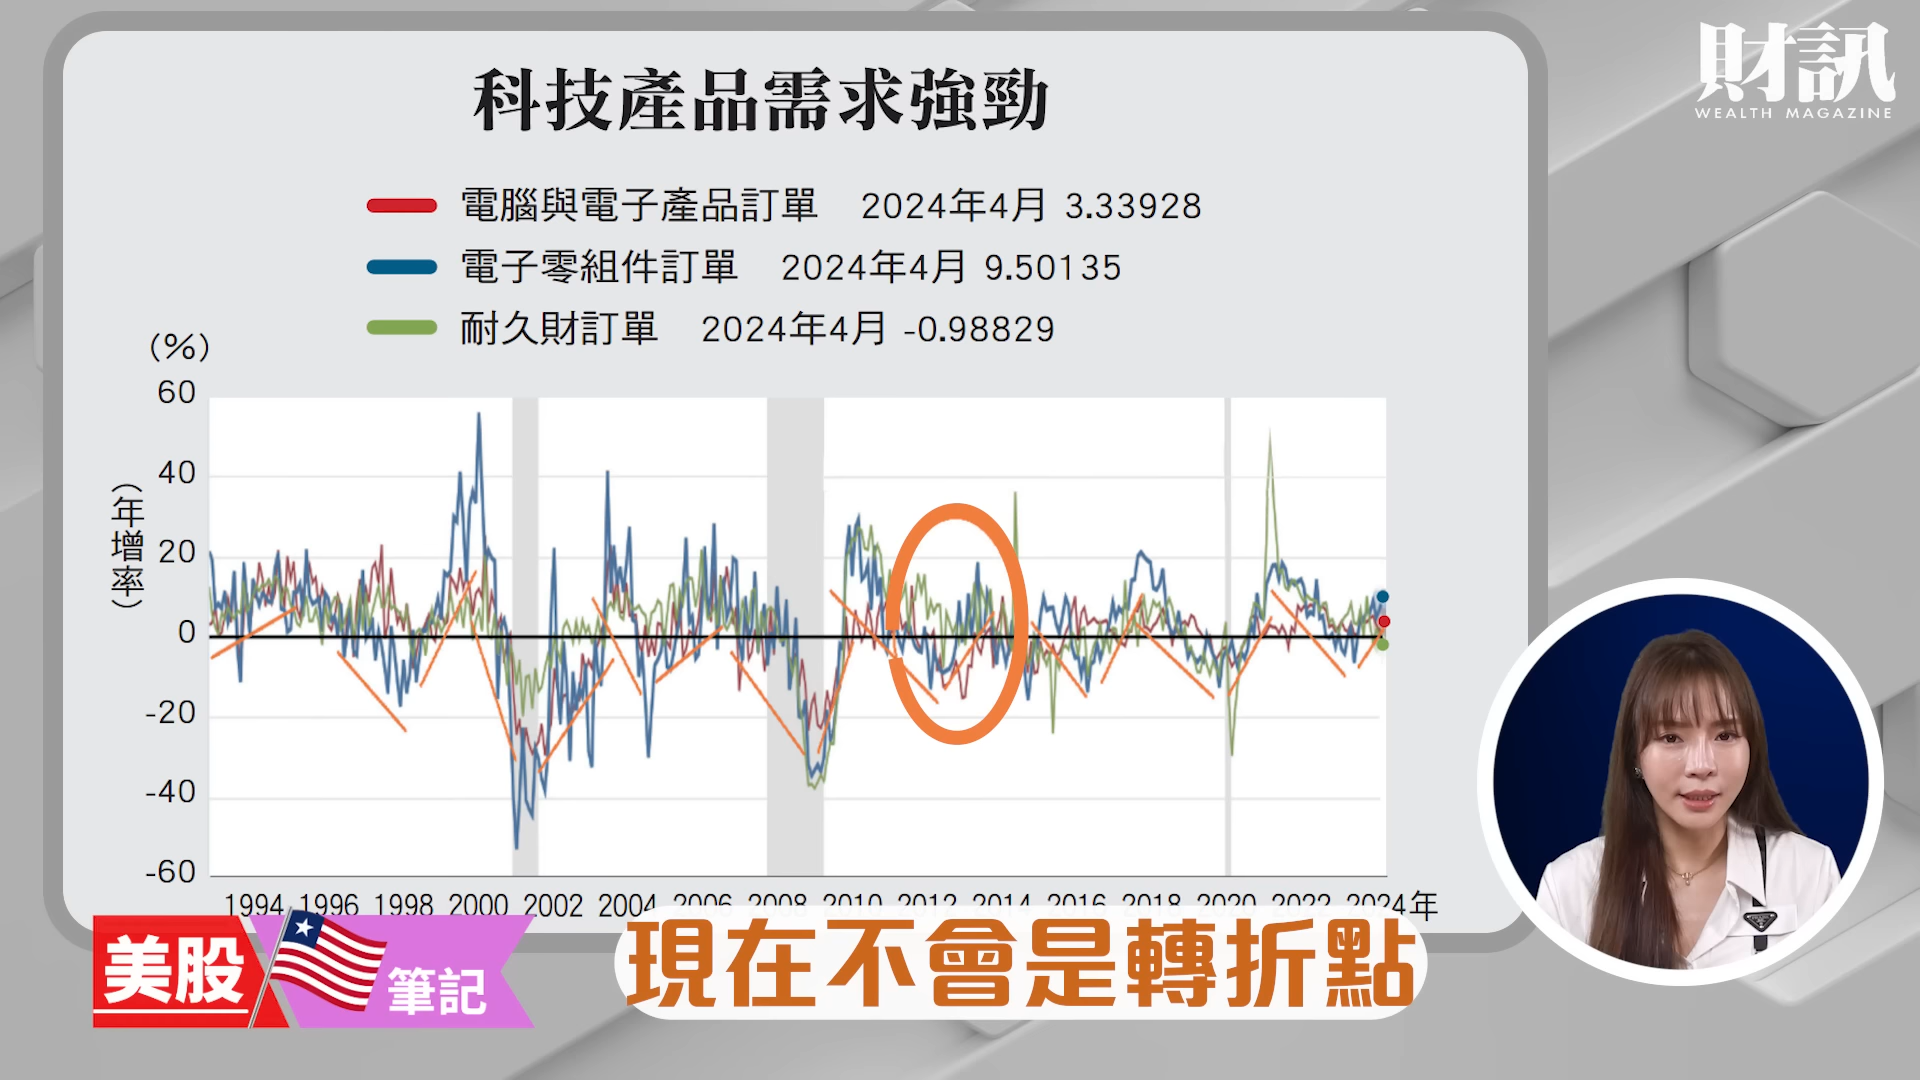 財訊
WEALTH MAGAZINE
科技產品需求強勁
電腦與電子產品訂單 2024年4月 3.33928
電子零組件訂單 2024年4月 9.50135
耐久財訂單 2024年4月 -0.98829
(%)
(年增率)
60
40
20
0
-20
-40
-60
1994 1996 1998 2000 2002 2004 2006 2008 2010 2012 2014 2016 2018 2020 2022 2024年
美股
筆記
現在不會是轉折點